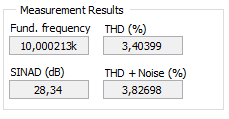 Measurement Results
Fund. frequency THD (%)
10,000213k 3,40399
SINAD (dB) THD + Noise (%)
28,34 3,82698